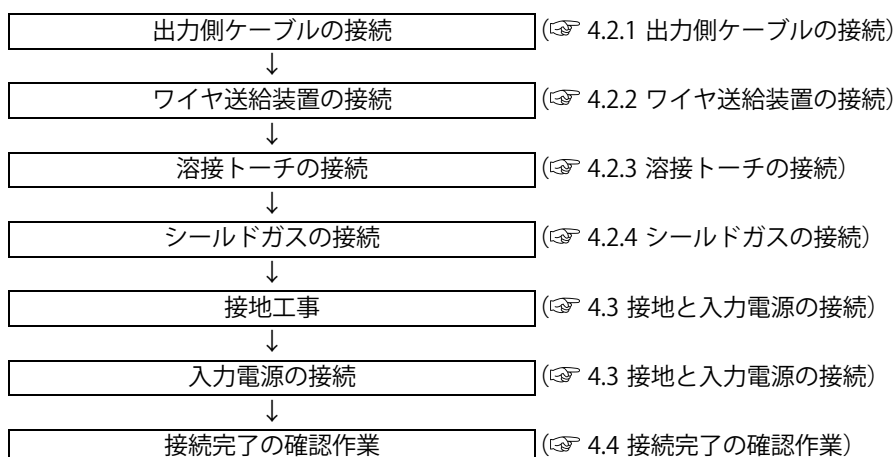 出力側ケーブルの接続 (☞ 4.2.1 出力側ケーブルの接続)
↓
ワイヤ送給装置の接続 (☞ 4.2.2 ワイヤ送給装置の接続)
↓
溶接トーチの接続 (☞ 4.2.3 溶接トーチの接続)
↓
シールドガスの接続 (☞ 4.2.4 シールドガスの接続)
↓
接地工事 (☞ 4.3 接地と入力電源の接続)
↓
入力電源の接続 (☞ 4.3 接地と入力電源の接続)
↓
接続完了の確認作業 (☞ 4.4 接続完了の確認作業)